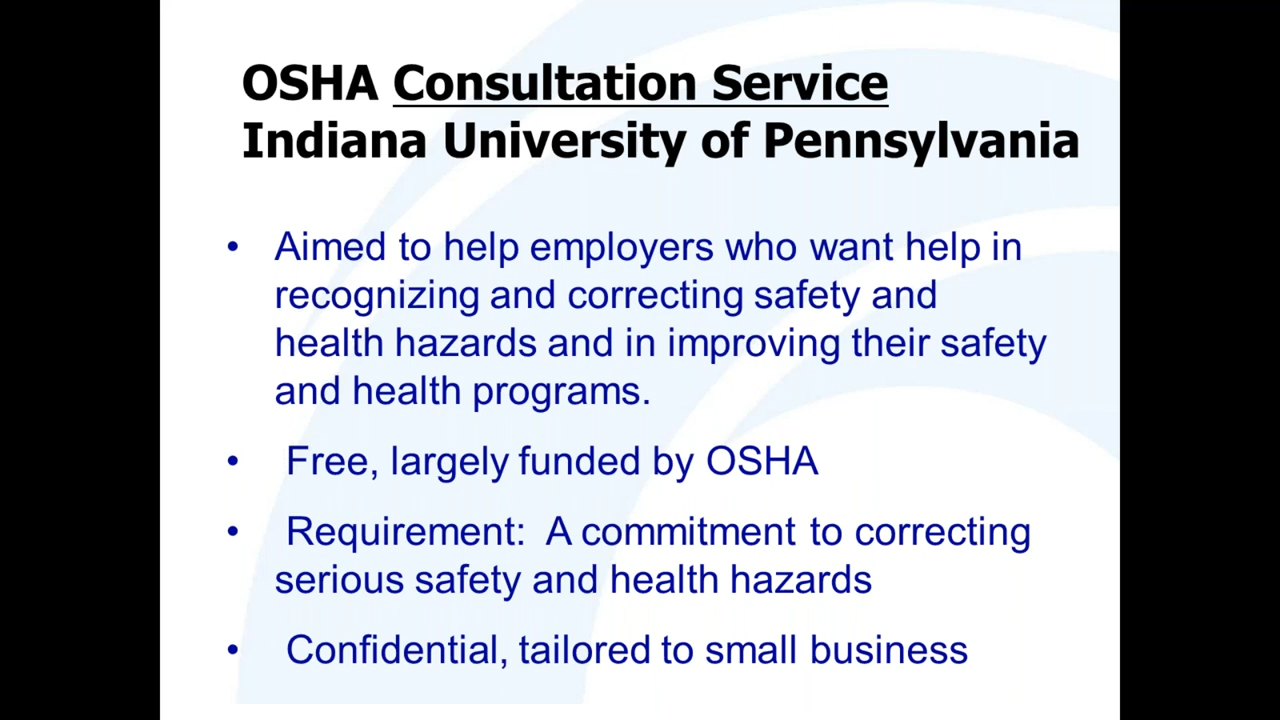 OSHA Consultation Service
Indiana University of Pennsylvania
• Aimed to help employers who want help in
recognizing and correcting safety and
health hazards and in improving their safety
and health programs.
• Free, largely funded by OSHA
• Requirement: A commitment to correcting
serious safety and health hazards
• Confidential, tailored to small business